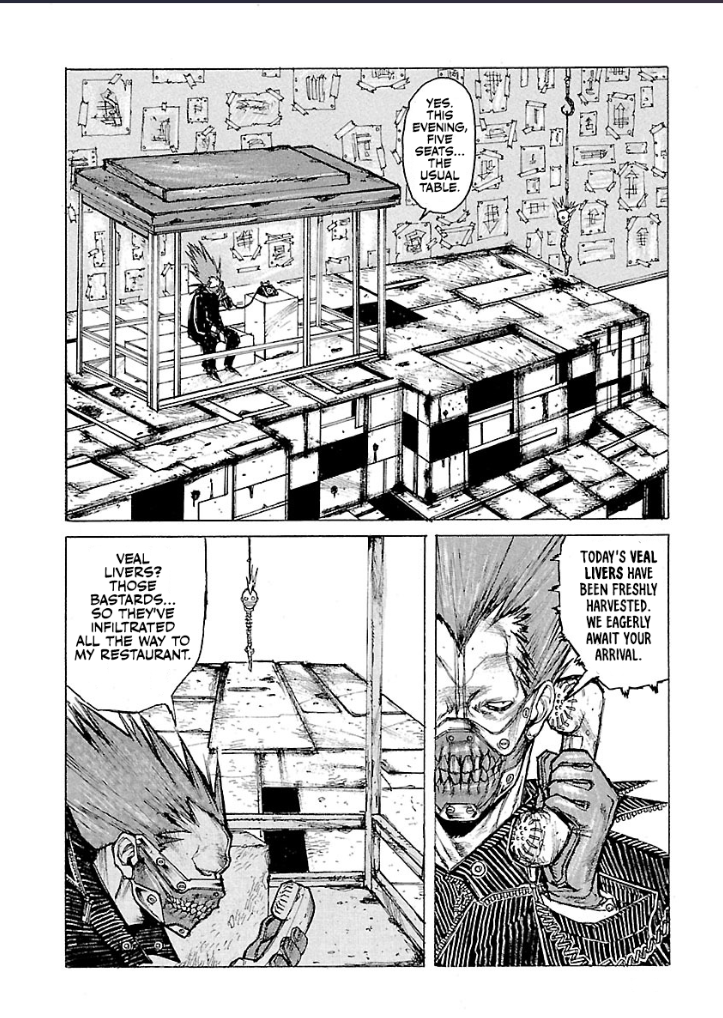 YES.
THIS
EVENING,
FIVE
SEATS...
THE
USUAL
TABLE.
TODAY'S VEAL
LIVERS HAVE
BEEN FRESHLY
HARVESTED.
WE EAGERLY
AWAIT YOUR
ARRIVAL.
VEAL
LIVERS?
THOSE
BASTARDS...
SO THEY'VE
INFILTRATED
ALL THE WAY TO
MY RESTAURANT.